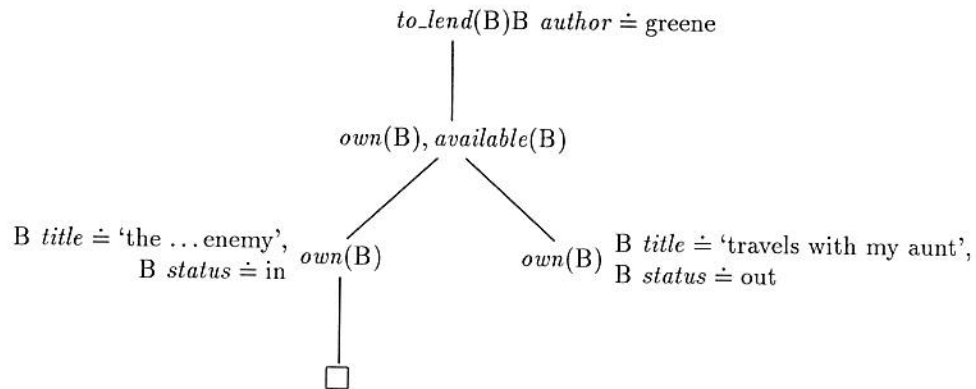 to_lend(B)B author ≐ greene
own(B), available(B)
B title ≐ ‘the ... enemy’,
B status ≐ in
own(B)
own(B)
B title ≐ ‘travels with my aunt’,
B status ≐ out